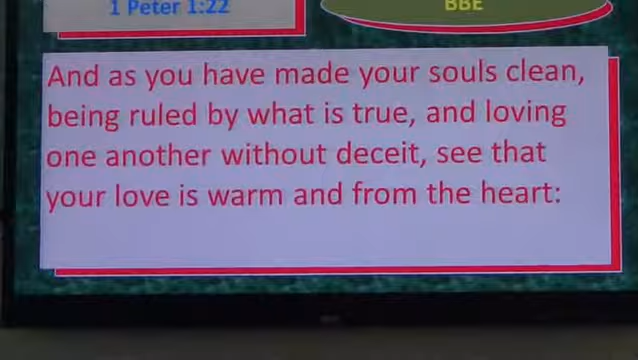 1 Peter 1:22
BBE
And as you have made your souls clean,
being ruled by what is true, and loving
one another without deceit, see that
your love is warm and from the heart: